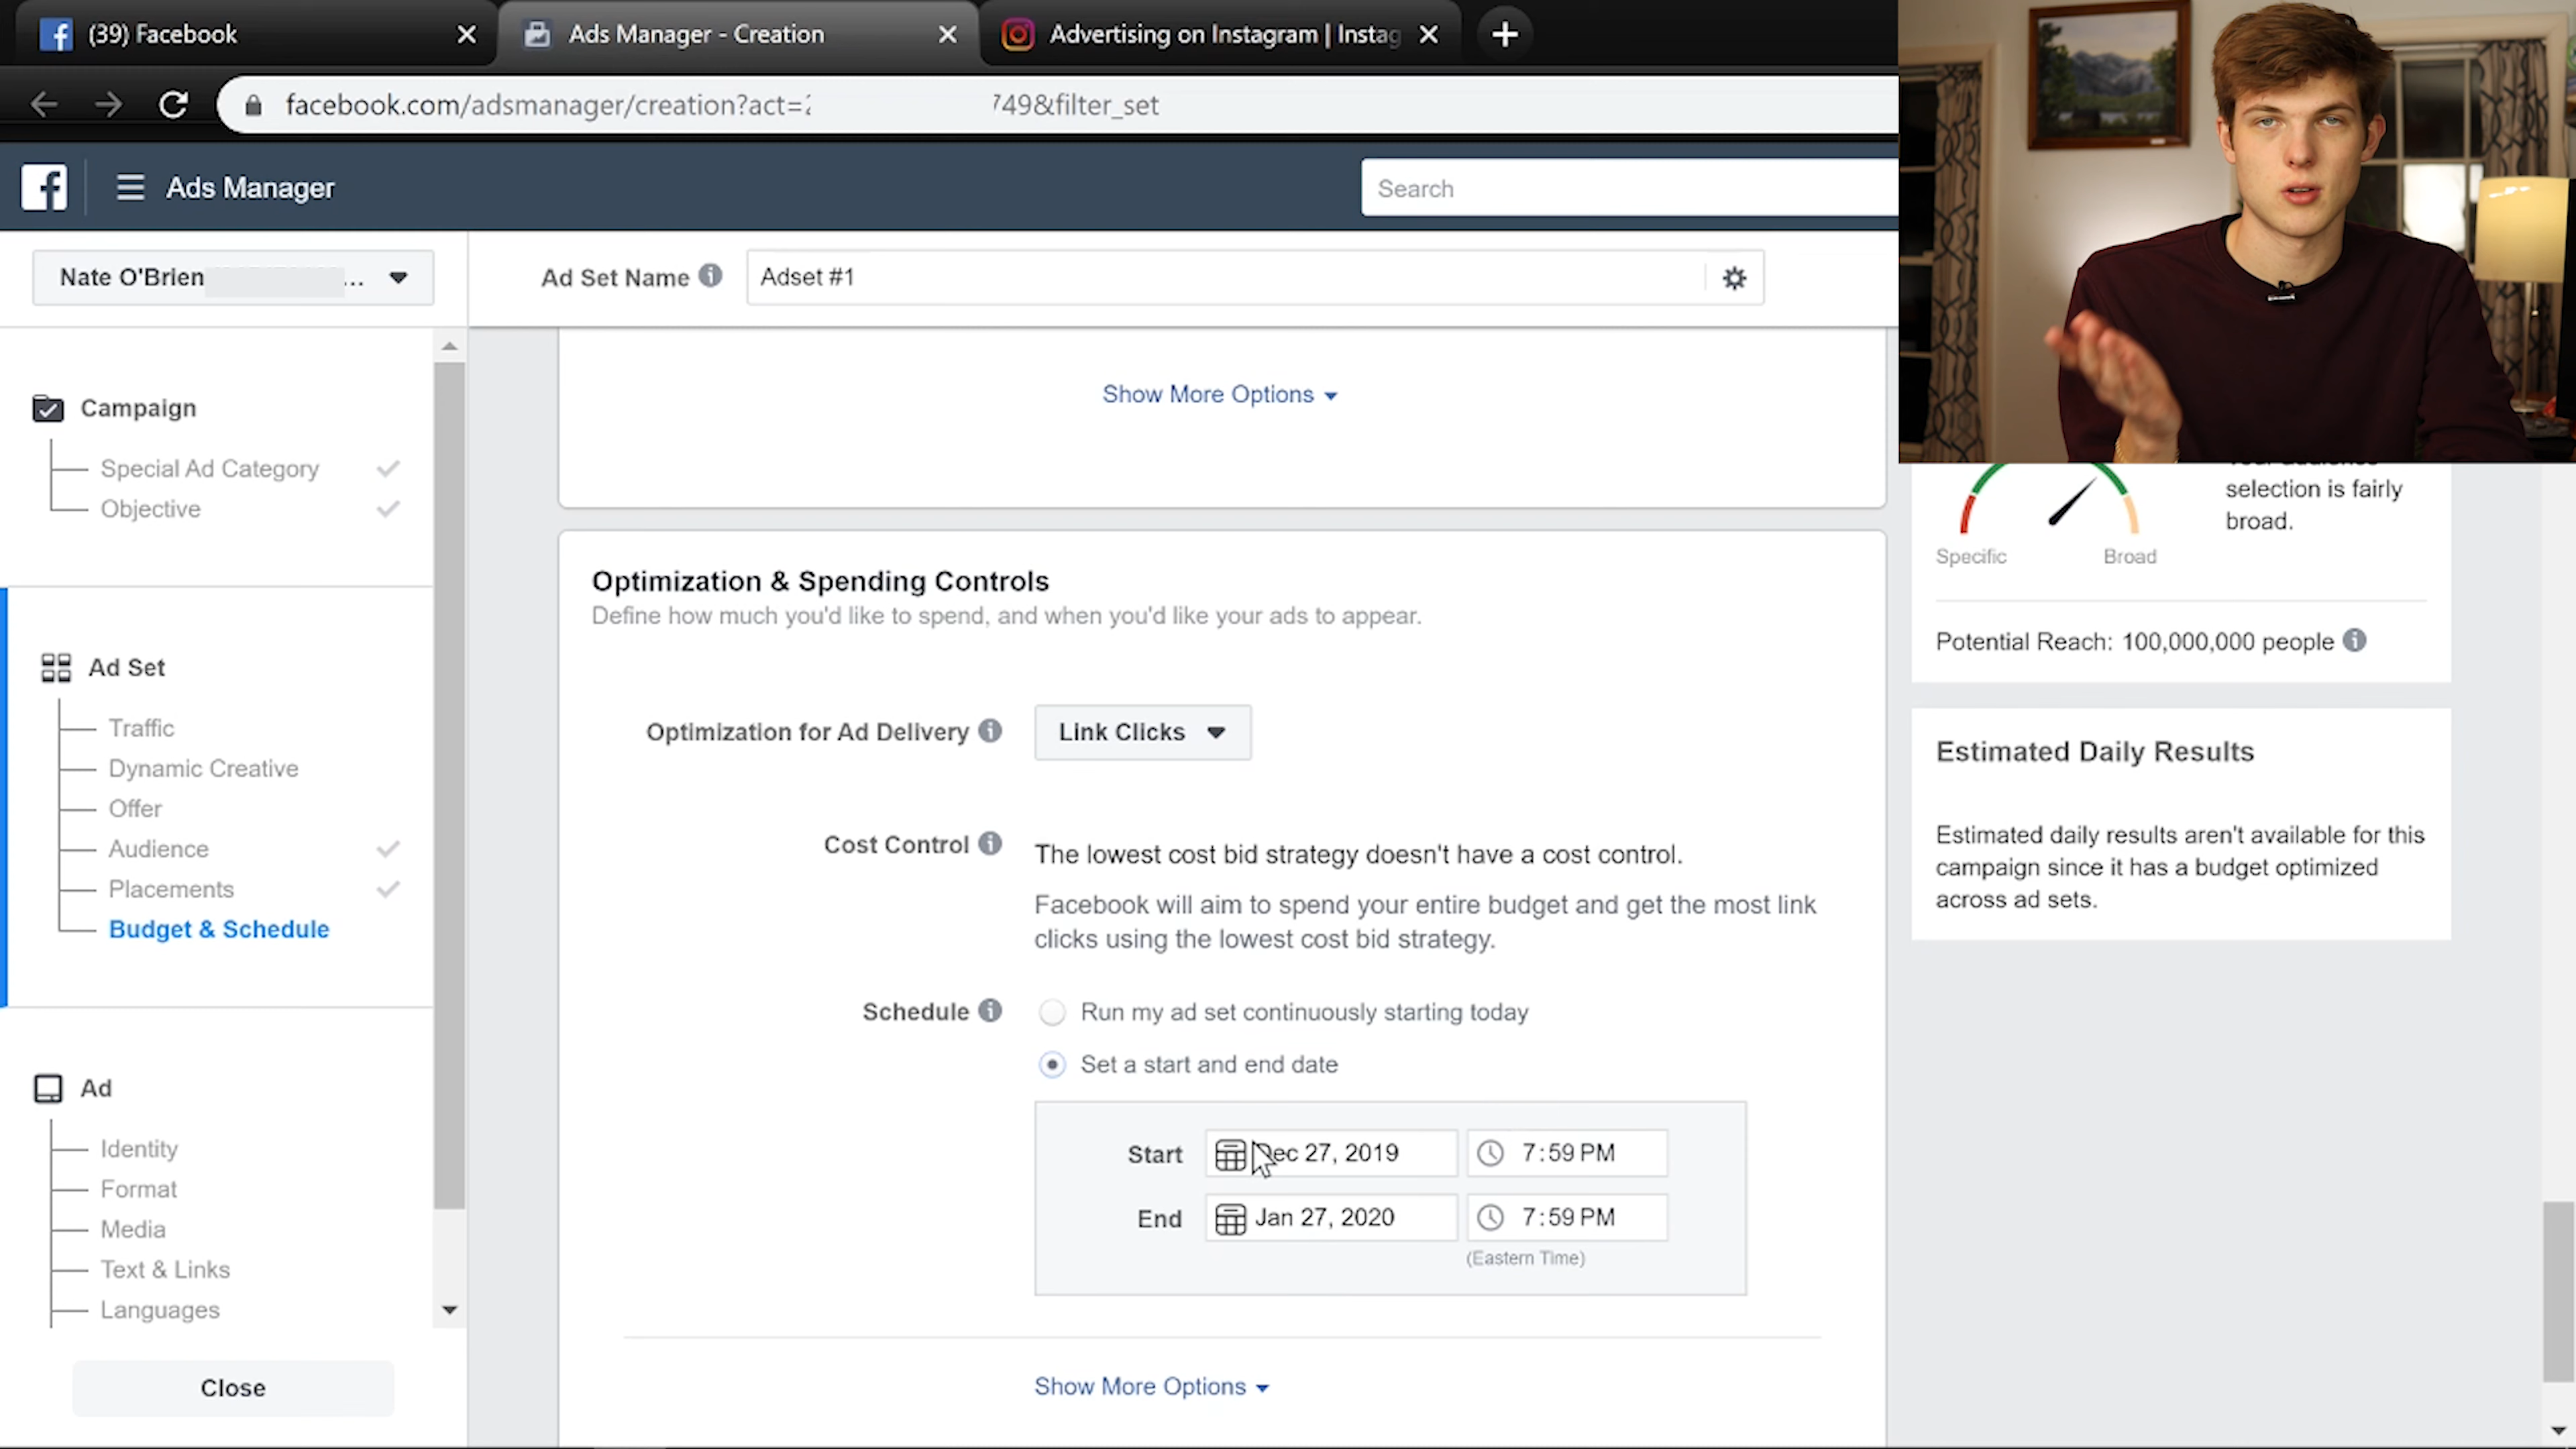 (39) Facebook
Ads Manager - Creation
Advertising on Instagram | Instag
facebook.com/adsmanager/creation?act=
749&filter_set
Ads Manager
Search
Nate O'Brien ...
Ad Set Name
Adset #1
Campaign
Special Ad Category
Objective
Ad Set
Traffic
Dynamic Creative
Offer
Audience
Placements
Budget & Schedule
Ad
Identity
Format
Media
Text & Links
Languages
Close
Show More Options
Optimization & Spending Controls
Define how much you'd like to spend, and when you'd like your ads to appear.
Optimization for Ad Delivery
Link Clicks
Cost Control
The lowest cost bid strategy doesn't have a cost control.
Facebook will aim to spend your entire budget and get the most link
clicks using the lowest cost bid strategy.
Schedule
Run my ad set continuously starting today
Set a start and end date
Start
Dec 27, 2019
7:59 PM
End
Jan 27, 2020
7:59 PM
(Eastern Time)
Show More Options
selection is fairly
broad.
Specific
Broad
Potential Reach: 100,000,000 people
Estimated Daily Results
Estimated daily results aren't available for this
campaign since it has a budget optimized
across ad sets.